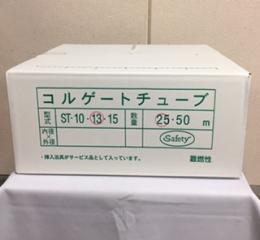 コルゲートチューブ
型式 ST-10・13・15 数量 25・50 m
内径×外径 Safety
・挿入治具がサービス品として入っています。 難燃性